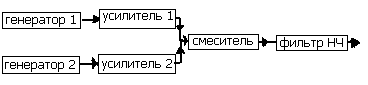 генератор 1
усилитель 1
смеситель
фильтр НЧ
генератор 2
усилитель 2